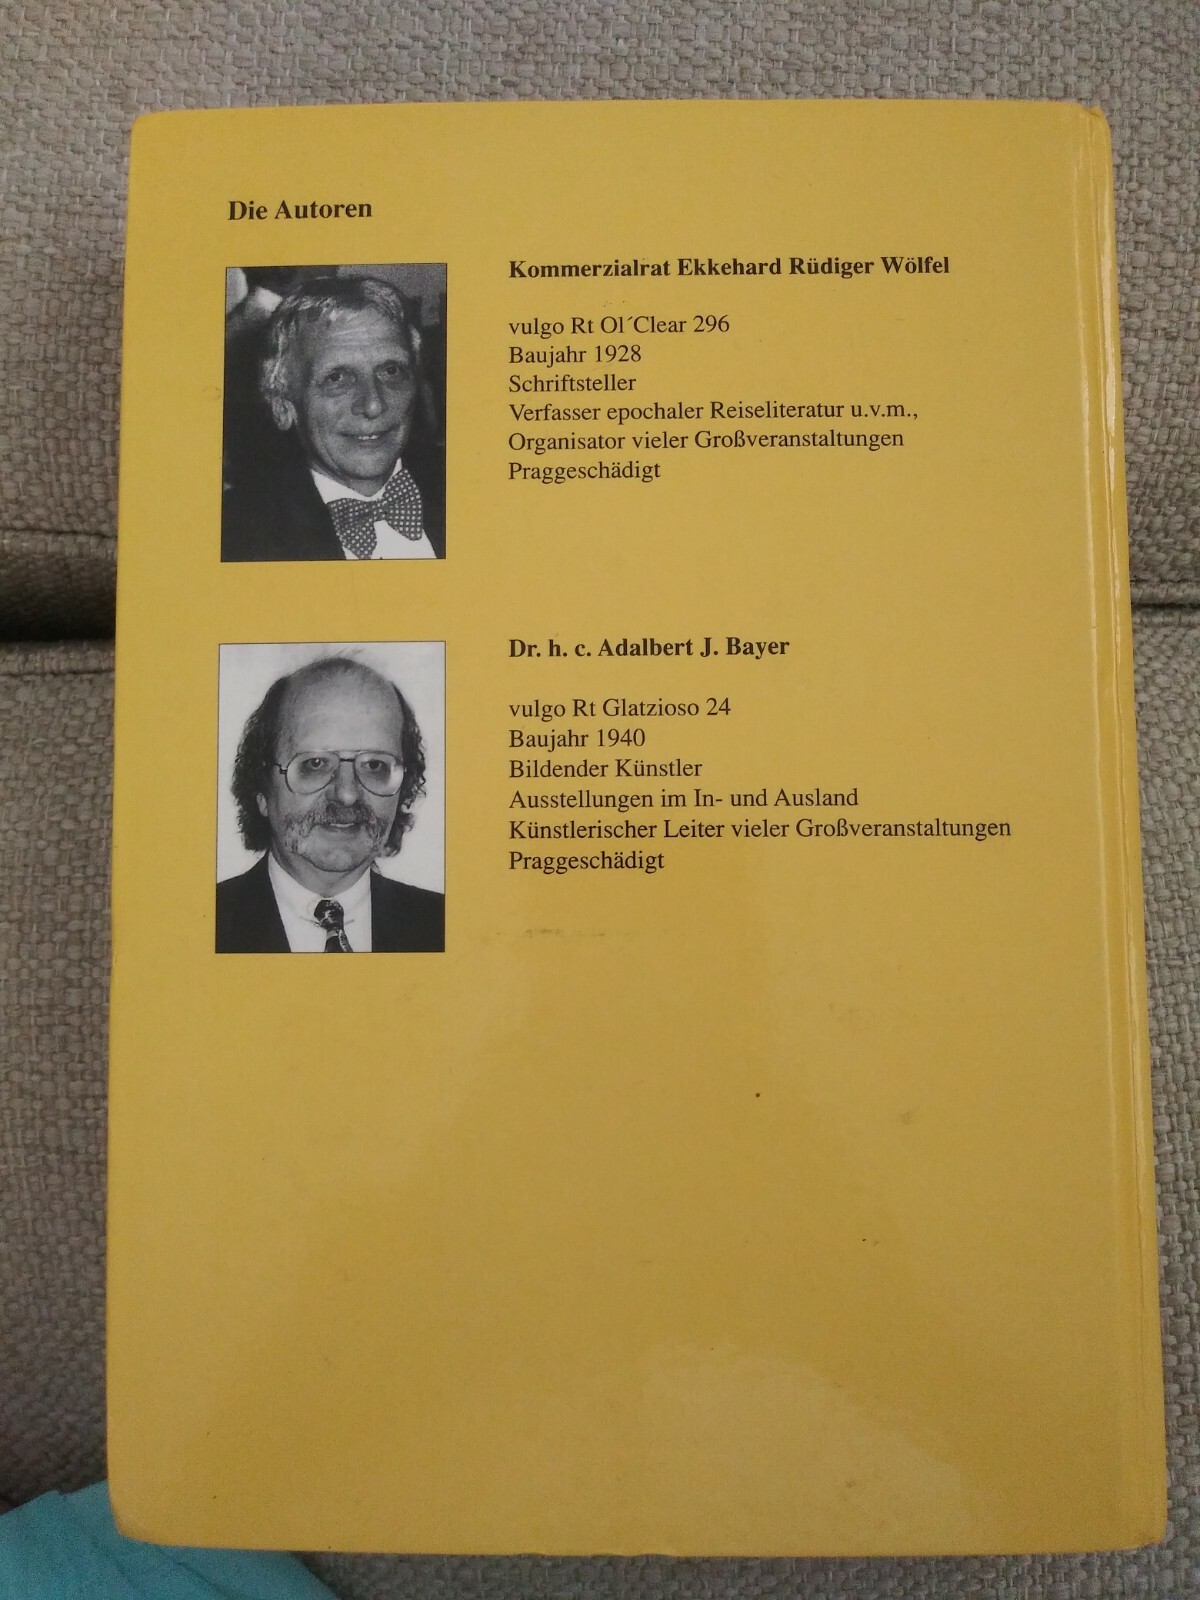 Die Autoren
Kommerzialrat Ekkehard Rüdiger Wölfel
vulgo Rt Ol´Clear 296
Baujahr 1928
Schriftsteller
Verfasser epochaler Reiseliteratur u.v.m.,
Organisator vieler Großveranstaltungen
Praggeschädigt
Dr. h. c. Adalbert J. Bayer
vulgo Rt Glatzioso 24
Baujahr 1940
Bildender Künstler
Ausstellungen im In- und Ausland
Künstlerischer Leiter vieler Großveranstaltungen
Praggeschädigt